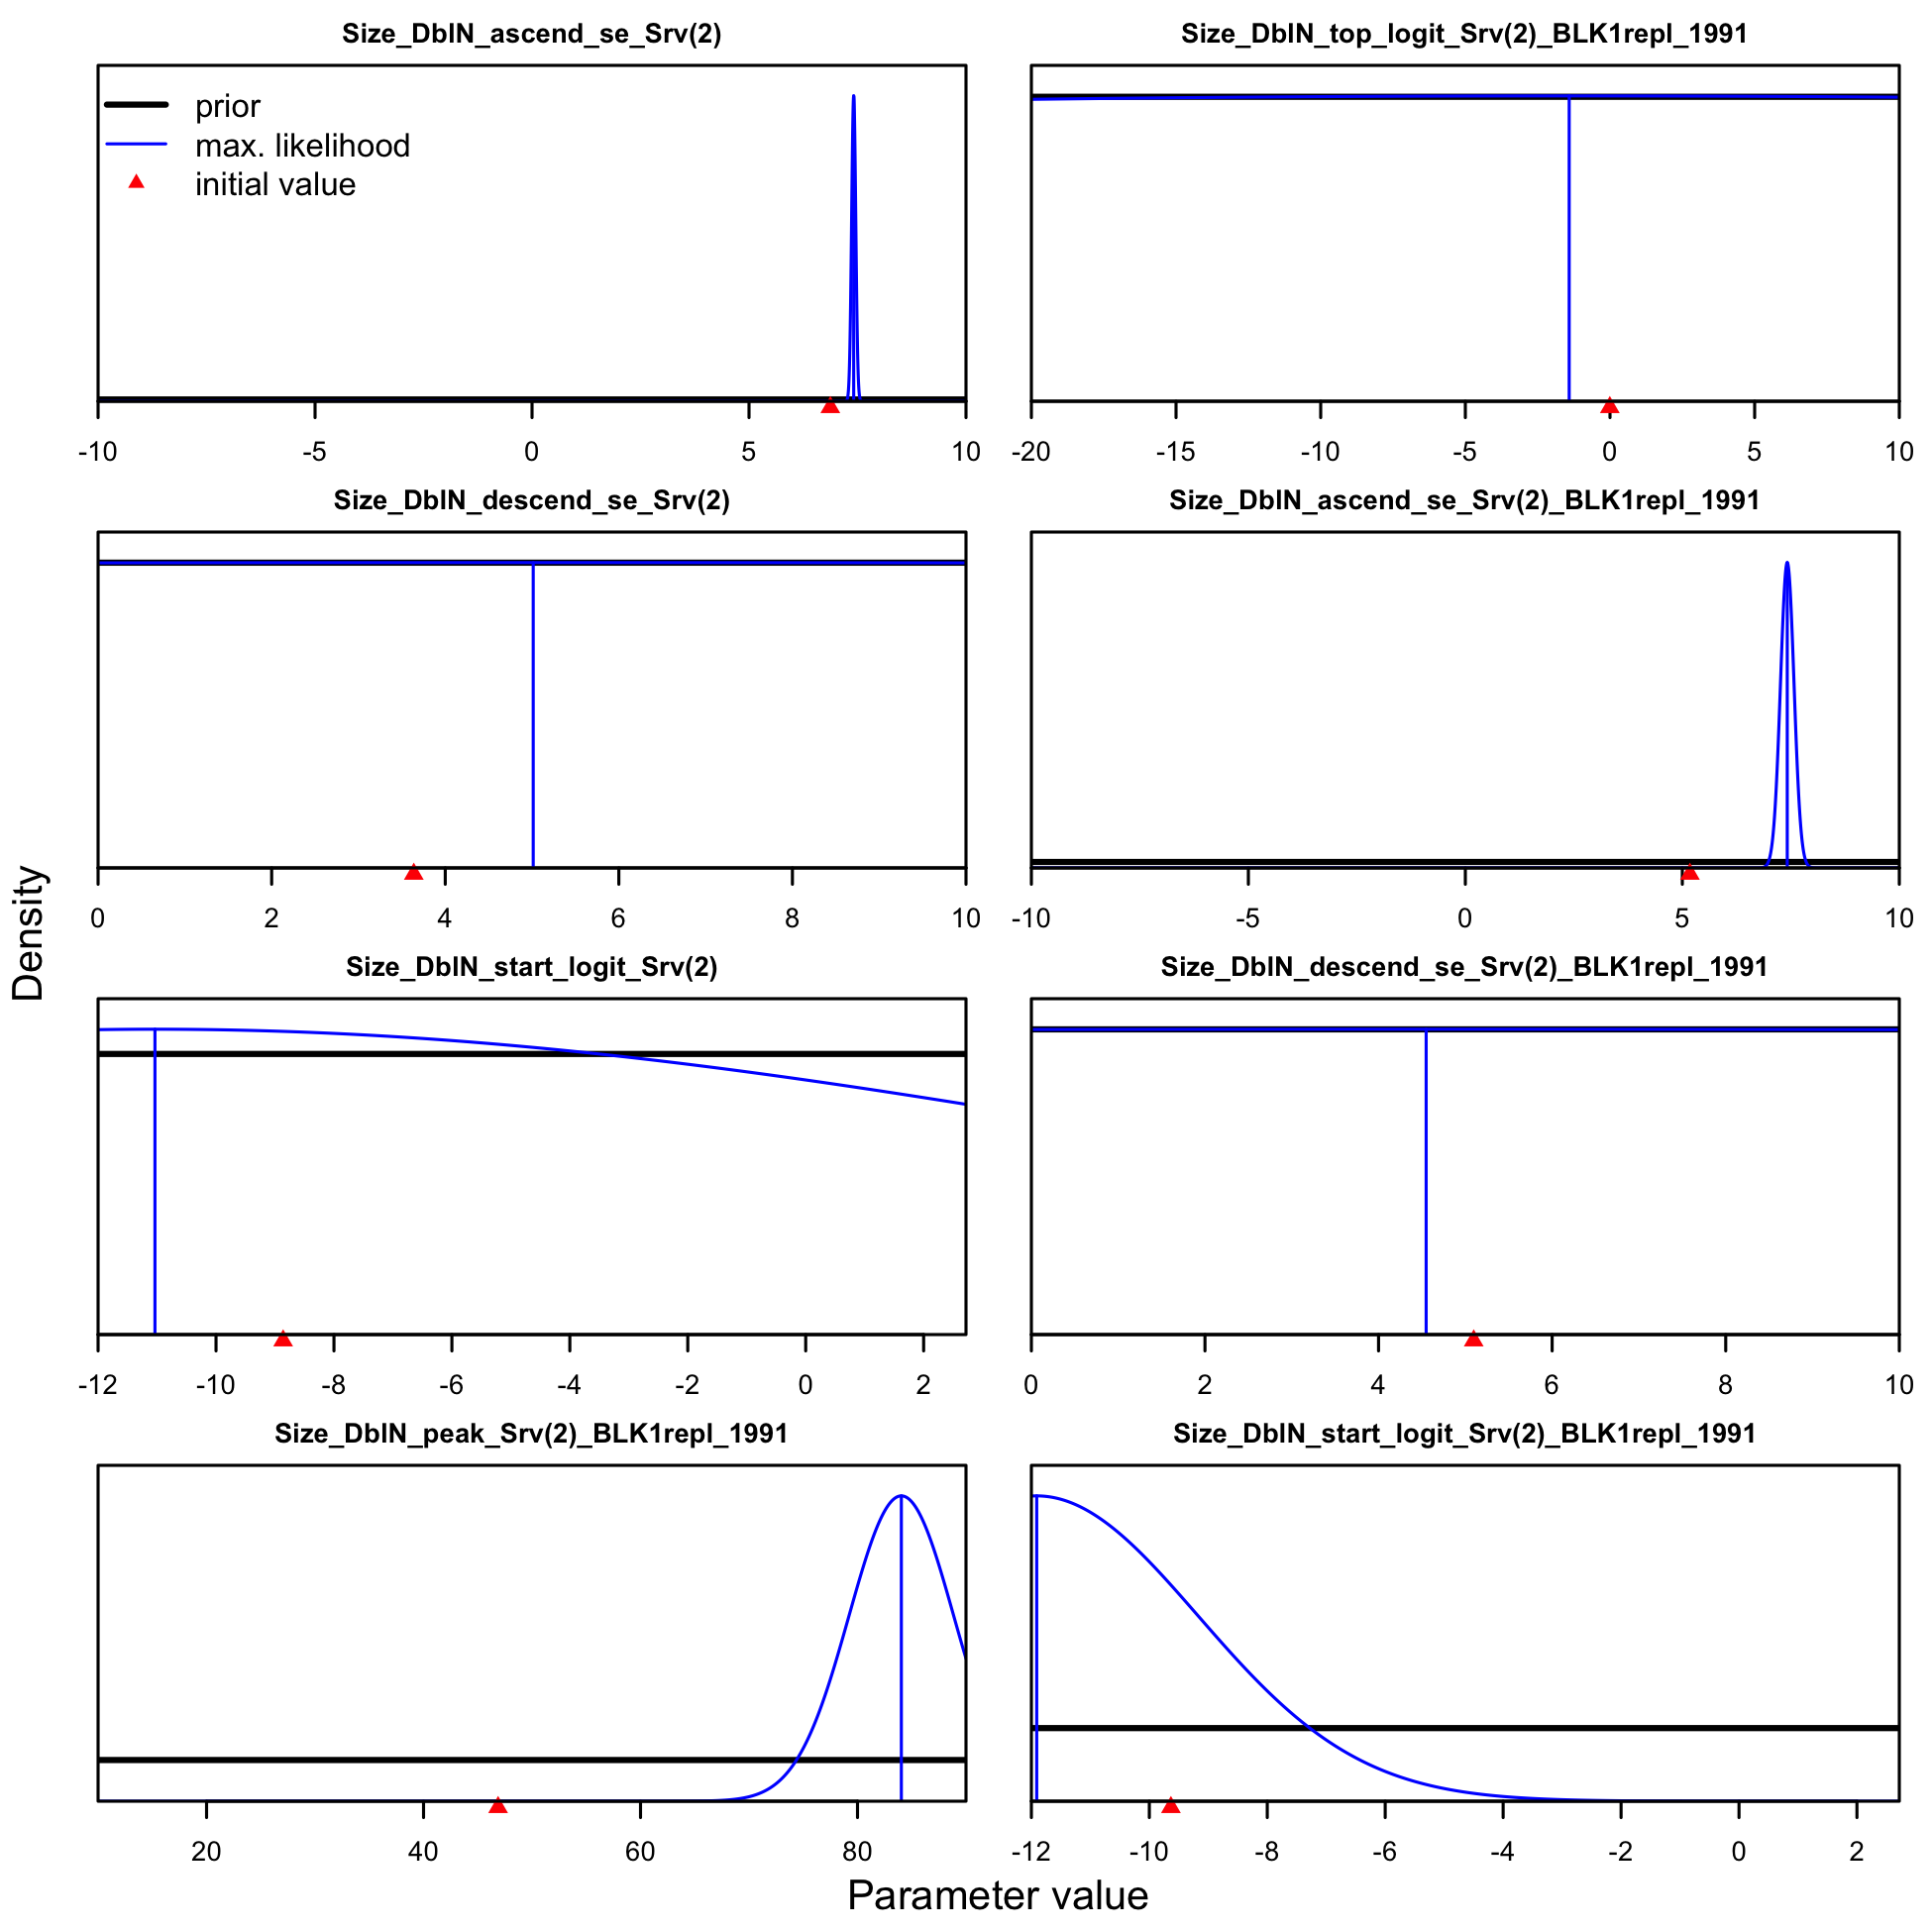 Size_DblN_ascend_se_Srv(2)
prior
max. likelihood
initial value
-10 -5 0 5 10
Size_DblN_top_logit_Srv(2)_BLK1repl_1991
-20 -15 -10 -5 0 5 10
Size_DblN_descend_se_Srv(2)
0 2 4 6 8 10
Size_DblN_ascend_se_Srv(2)_BLK1repl_1991
-10 -5 0 5 10
Size_DblN_start_logit_Srv(2)
-12 -10 -8 -6 -4 -2 0 2
Size_DblN_descend_se_Srv(2)_BLK1repl_1991
0 2 4 6 8 10
Size_DblN_peak_Srv(2)_BLK1repl_1991
20 40 60 80
Size_DblN_start_logit_Srv(2)_BLK1repl_1991
-12 -10 -8 -6 -4 -2 0 2
Density
Parameter value